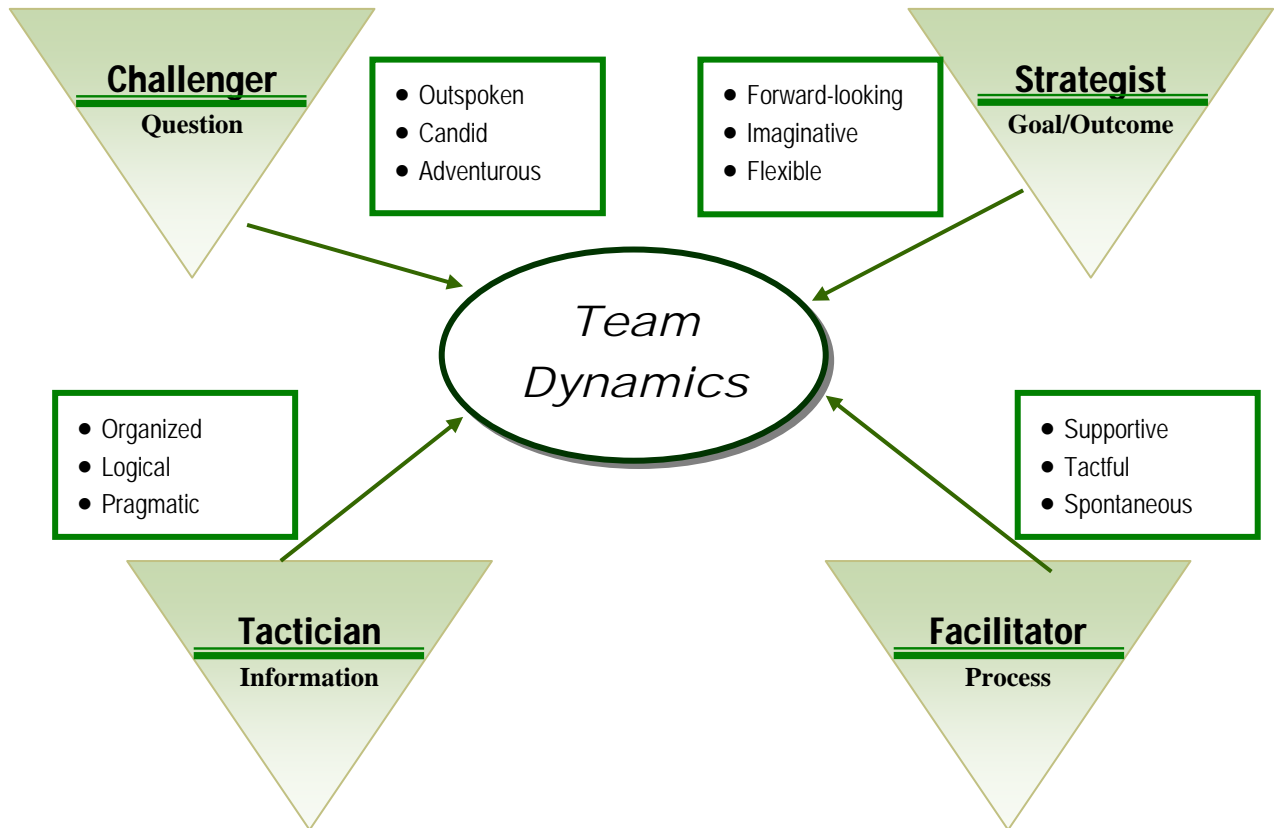 Challenger
Question
• Outspoken
• Candid
• Adventurous
• Forward-looking
• Imaginative
• Flexible
Strategist
Goal/Outcome
Team
Dynamics
• Organized
• Logical
• Pragmatic
• Supportive
• Tactful
• Spontaneous
Tactician
Information
Facilitator
Process